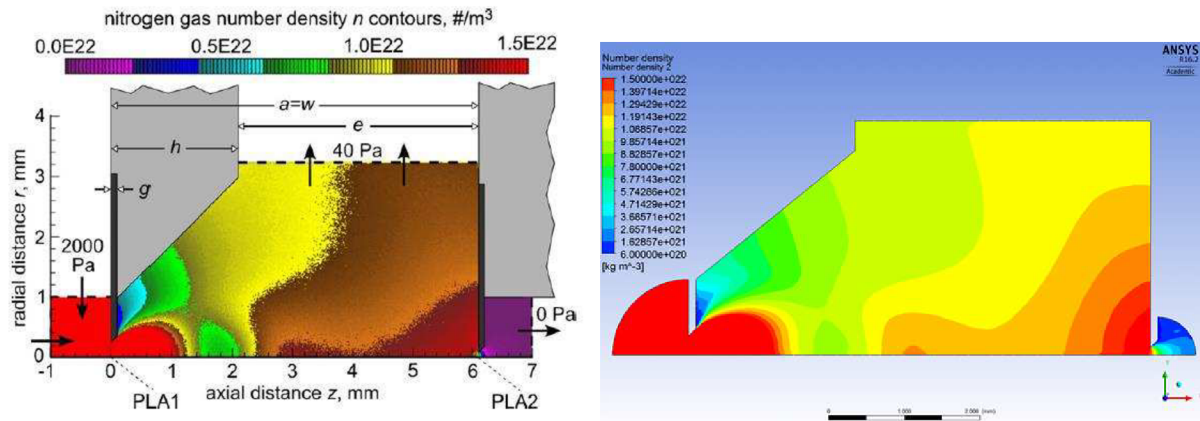 nitrogen gas number density n contours, #/m³
0.0E22 0.5E22 1.0E22 1.5E22
a=w
e
h
g
40 Pa
2000
Pa
0 Pa
radial distance r, mm
4
3
2
1
0
-1 0 1 2 3 4 5 6 7
axial distance z, mm
PLA1 PLA2
Number density
Number density 2
1.50000e+022
1.39714e+022
1.29429e+022
1.19143e+022
1.08857e+022
9.85714e+021
8.82857e+021
7.80000e+021
6.77143e+021
5.74286e+021
4.71429e+021
3.68571e+021
2.65714e+021
1.62857e+021
6.00000e+020
[kg m^-3]
ANSYS
R16.2
Academic
0 1.000 2.000 (mm)